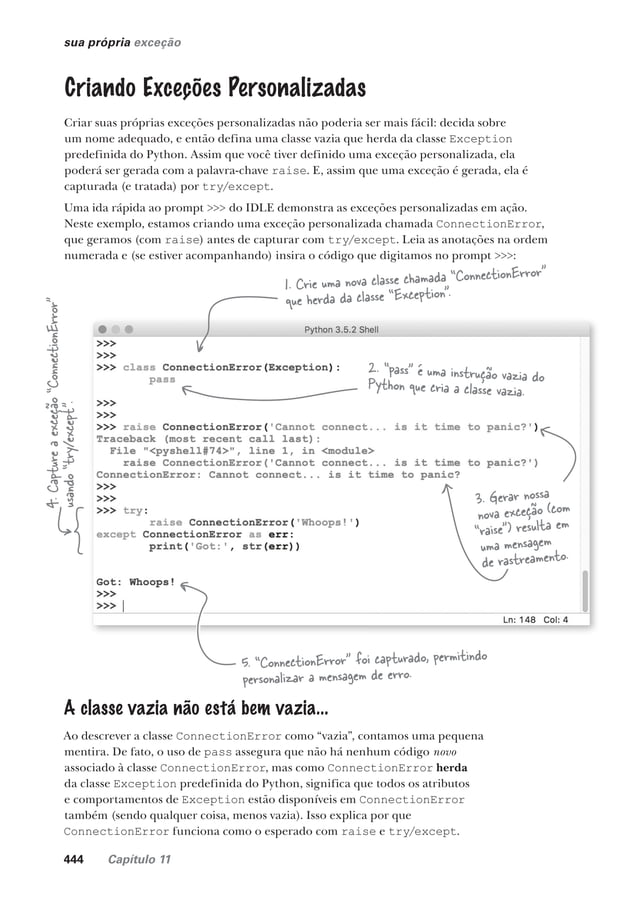 sua própria exceção
Criando Exceções Personalizadas
Criar suas próprias exceções personalizadas não poderia ser mais fácil: decida sobre
um nome adequado, e então defina uma classe vazia que herda da classe Exception
predefinida do Python. Assim que você tiver definido uma exceção personalizada, ela
poderá ser gerada com a palavra-chave raise. E, assim que uma exceção é gerada, ela é
capturada (e tratada) por try/except.
Uma ida rápida ao prompt >>> do IDLE demonstra as exceções personalizadas em ação.
Neste exemplo, estamos criando uma exceção personalizada chamada ConnectionError,
que geramos (com raise) antes de capturar com try/except. Leia as anotações na ordem
numerada e (se estiver acompanhando) insira o código que digitamos no prompt >>>:
1. Crie uma nova classe chamada "ConnectionError"
que herda da classe "Exception".
Python 3.5.2 Shell
>>>
>>>
>>> class ConnectionError(Exception):
pass
2. "pass" é uma instrução vazia do
Python que cria a classe vazia.
>>>
>>>
>>> raise ConnectionError('Cannot connect... is it time to panic?')
Traceback (most recent call last):
File "<pyshell#74>", line 1, in <module>
raise ConnectionError('Cannot connect... is it time to panic?')
ConnectionError: Cannot connect... is it time to panic?
>>>
>>>
>>> try:
raise ConnectionError('Whoops!')
except ConnectionError as err:
print('Got:', str(err))
3. Gerar nossa
nova exceção (com
"raise") resulta em
uma mensagem
de rastreamento.
4. Capture a exceção "ConnectionError"
usando "try/except".
Got: Whoops!
>>>
>>>
Ln: 148 Col: 4
5. "ConnectionError" foi capturado, permitindo
personalizar a mensagem de erro.
A classe vazia não está bem vazia...
Ao descrever a classe ConnectionError como “vazia”, contamos uma pequena
mentira. De fato, o uso de pass assegura que não há nenhum código novo
associado à classe ConnectionError, mas como ConnectionError herda
da classe Exception predefinida do Python, significa que todos os atributos
e comportamentos de Exception estão disponíveis em ConnectionError
também (sendo qualquer coisa, menos vazia). Isso explica por que
ConnectionError funciona como o esperado com raise e try/except.
444 Capítulo 11